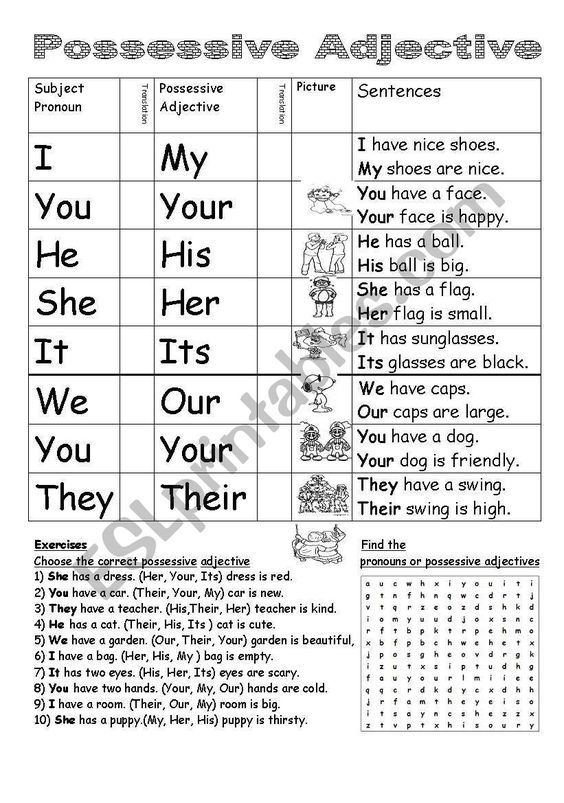 Possessive Adjective
Subject Pronoun
Translation
Possessive Adjective
Translation
Picture
Sentences
I
My
I have nice shoes.
My shoes are nice.
You
Your
You have a face.
Your face is happy.
He
His
He has a ball.
His ball is big.
She
Her
She has a flag.
Her flag is small.
It
Its
It has sunglasses.
Its glasses are black.
We
Our
We have caps.
Our caps are large.
You
Your
You have a dog.
Your dog is friendly.
They
Their
They have a swing.
Their swing is high.
Exercises
Choose the correct possessive adjective
1) She has a dress. (Her, Your, Its) dress is red.
2) You have a car. (Their, Your, My) car is new.
3) They have a teacher. (His,Their, Her) teacher is kind.
4) He has a cat. (Their, His, Its ) cat is cute.
5) We have a garden. (Our, Their, Your) garden is beautiful,
6) I have a bag. (Her, His, My ) bag is empty.
7) It has two eyes. (His, Her, Its) eyes are scary.
8) You have two hands. (Your, My, Our) hands are cold.
9) I have a room. (Their, Our, My) room is big.
10) She has a puppy.(My, Her, His) puppy is thirsty.
Find the
pronouns or possessive adjectives
a u c w h x i y o u i t i
g t n f h n q w c d r t j
v t q r z e o z d s h k d
i o m y u u d j o x s n c
r f t b p k t r p e h m o
x b f p b c h w e h e t x
j p o s g h e o v d r g k
i z u t x s i p t u d h g
f a u y o u r l m i i e e
q q c r d k d y c x d h h
j r f a m t h e y e i s o
i t s a y n c s h e z z x
z t v p t x h i s o u r y
ESLprintables.com